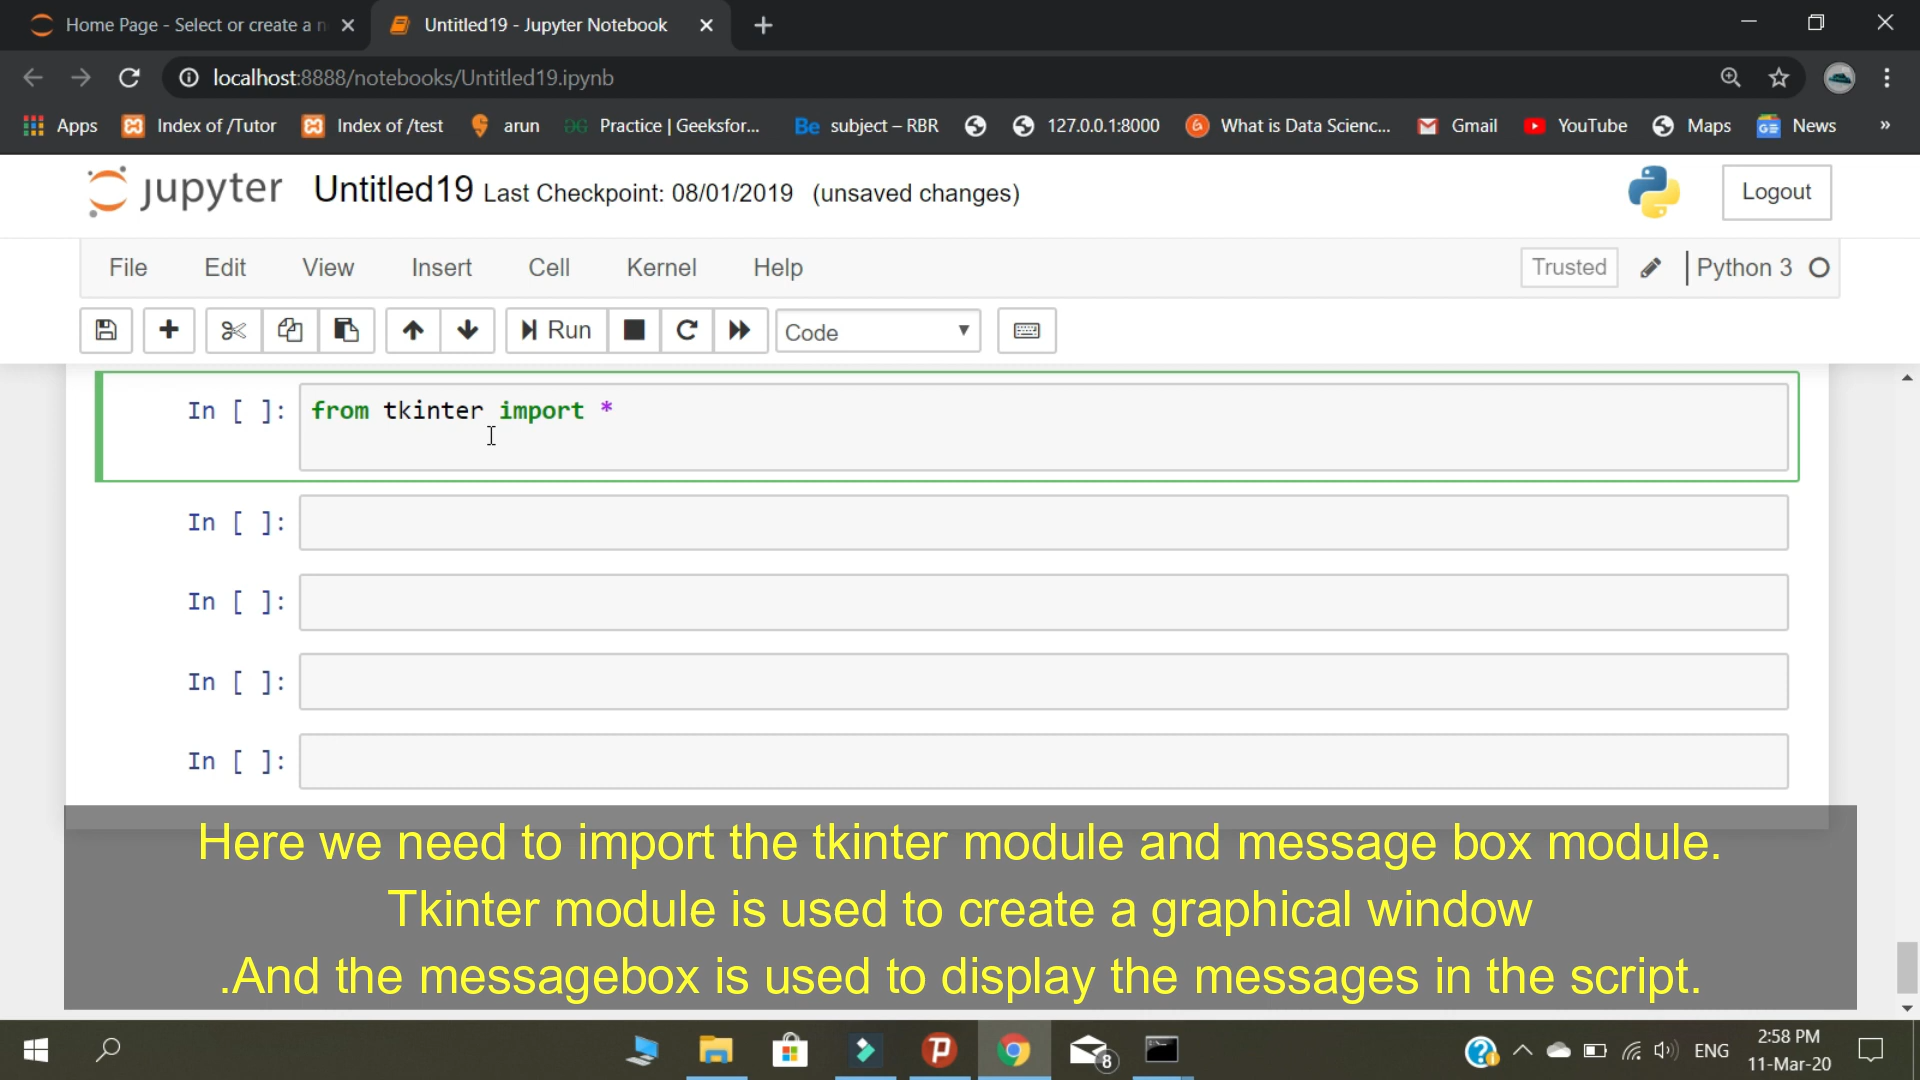 Home Page - Select or create a n
Untitled19 - Jupyter Notebook
localhost:8888/notebooks/Untitled19.ipynb
Apps
Index of /Tutor
Index of /test
arun
Practice | Geeksfor...
Be subject – RBR
127.0.0.1:8000
What is Data Scienc...
Gmail
YouTube
Maps
GE News
»
jupyter Untitled19 Last Checkpoint: 08/01/2019 (unsaved changes)
Logout
File Edit View Insert Cell Kernel Help
Trusted
Python 3
Run
Code
In [ ]: from tkinter import *
In [ ]:
In [ ]:
In [ ]:
In [ ]:
Here we need to import the tkinter module and message box module.
Tkinter module is used to create a graphical window
.And the messagebox is used to display the messages in the script.
8
ENG
2:58 PM
11-Mar-20